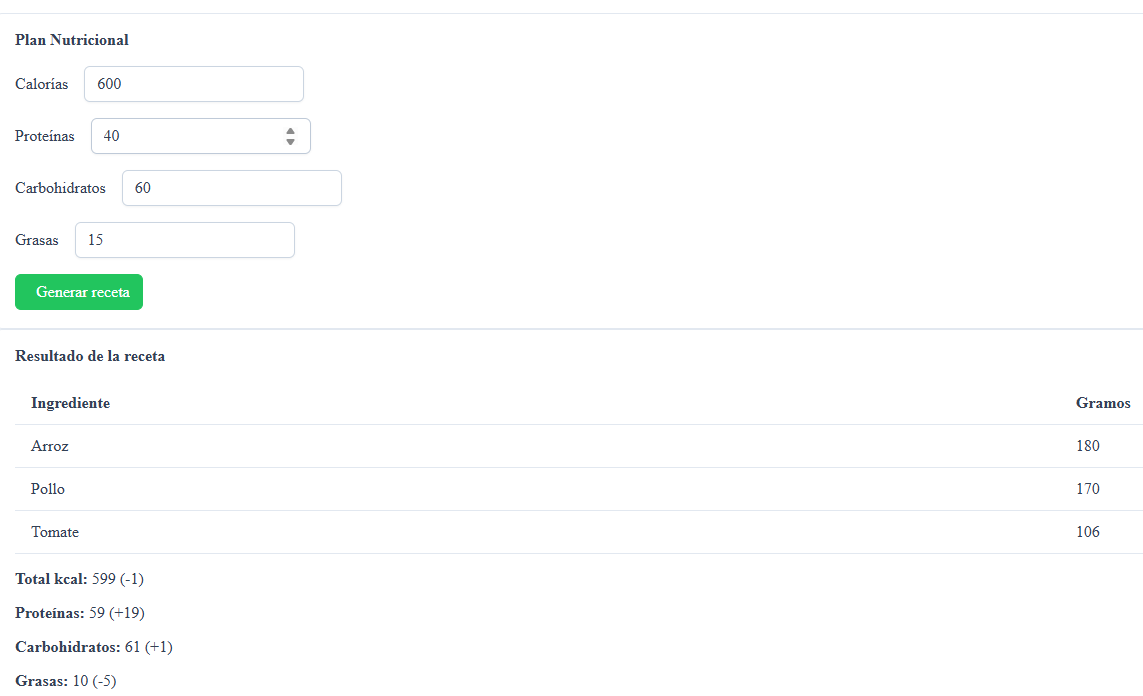 Plan Nutricional
Calorías 600
Proteínas 40
Carbohidratos 60
Grasas 15
Generar receta
Resultado de la receta
Ingrediente Gramos
Arroz 180
Pollo 170
Tomate 106
Total kcal: 599 (-1)
Proteínas: 59 (+19)
Carbohidratos: 61 (+1)
Grasas: 10 (-5)